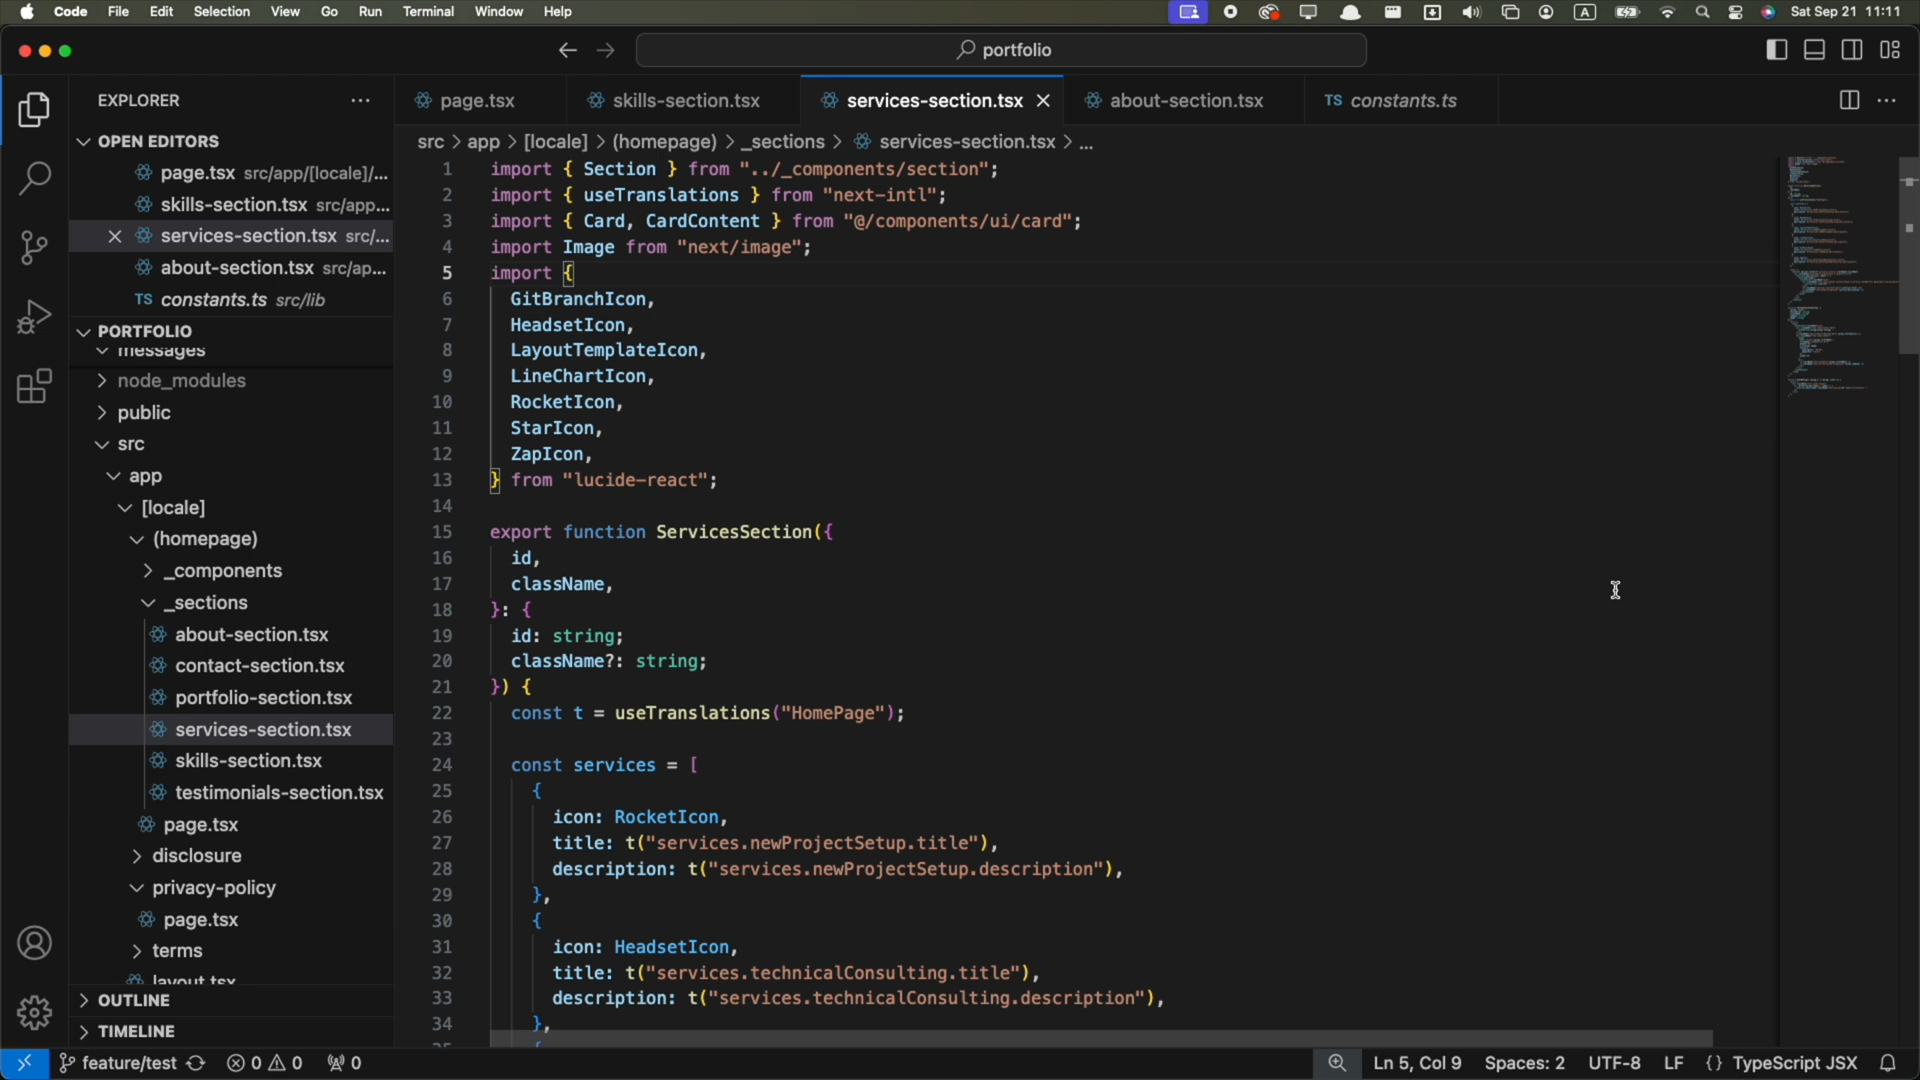 Code File Edit Selection View Go Run Terminal Window Help
A
Sat Sep 21 11:11
portfolio
EXPLORER
page.tsx
skills-section.tsx
services-section.tsx
about-section.tsx
TS constants.ts
OPEN EDITORS
page.tsx src/app/[locale]/...
skills-section.tsx src/app...
services-section.tsx src/...
about-section.tsx src/ap...
TS constants.ts src/lib
PORTFOLIO
messages
node_modules
public
src
app
[locale]
(homepage)
_components
_sections
about-section.tsx
contact-section.tsx
portfolio-section.tsx
services-section.tsx
skills-section.tsx
testimonials-section.tsx
page.tsx
disclosure
privacy-policy
page.tsx
terms
layout.tsx
OUTLINE
TIMELINE
src > app > [locale] > (homepage) > _sections > services-section.tsx > ...
1 import { Section } from "../_components/section";
2 import { useTranslations } from "next-intl";
3 import { Card, CardContent } from "@/components/ui/card";
4 import Image from "next/image";
5 import {
6 GitBranchIcon,
7 HeadsetIcon,
8 LayoutTemplateIcon,
9 LineChartIcon,
10 RocketIcon,
11 StarIcon,
12 ZapIcon,
13 } from "lucide-react";
14
15 export function ServicesSection({
16 id,
17 className,
18 }: {
19 id: string;
20 className?: string;
21 }) {
22 const t = useTranslations("HomePage");
23
24 const services = [
25 {
26 icon: RocketIcon,
27 title: t("services.newProjectSetup.title"),
28 description: t("services.newProjectSetup.description"),
29 },
30 {
31 icon: HeadsetIcon,
32 title: t("services.technicalConsulting.title"),
33 description: t("services.technicalConsulting.description"),
34 },
feature/test
0 0
0
Ln 5, Col 9
Spaces: 2
UTF-8
LF
{} TypeScript JSX